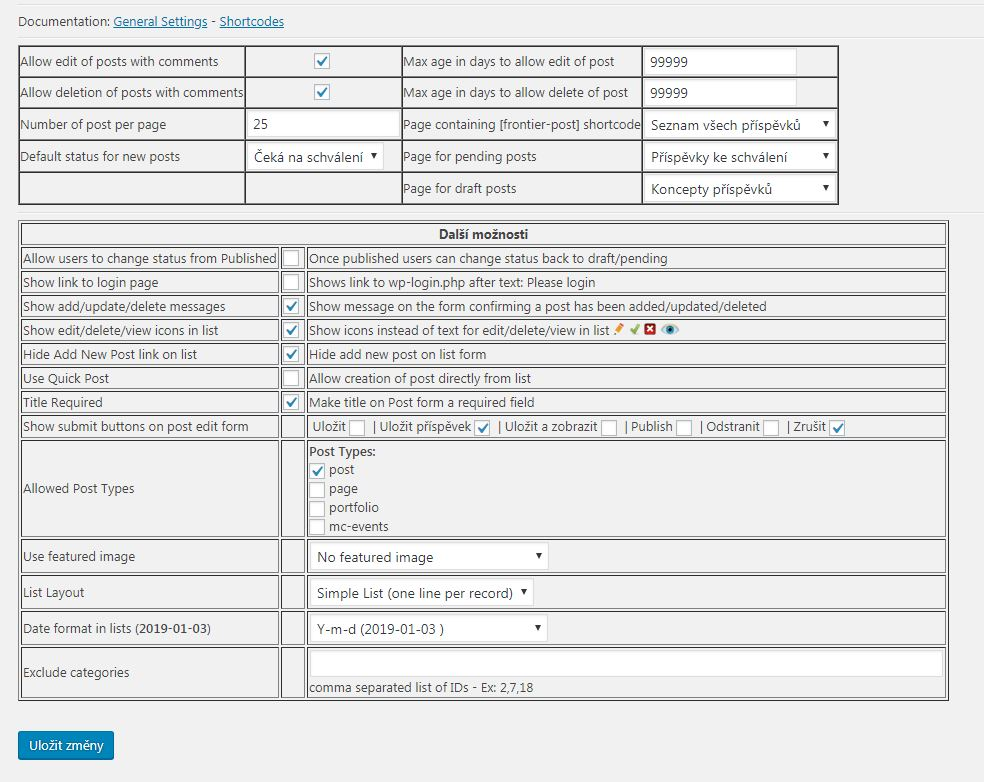 Documentation: General Settings - Shortcodes
Allow edit of posts with comments Max age in days to allow edit of post 99999
Allow deletion of posts with comments Max age in days to allow delete of post 99999
Number of post per page 25 Page containing [frontier-post] shortcode Seznam všech příspěvků
Default status for new posts Čeká na schválení Page for pending posts Příspěvky ke schválení
Page for draft posts Koncepty příspěvků
Další možnosti
Allow users to change status from Published Once published users can change status back to draft/pending
Show link to login page Shows link to wp-login.php after text: Please login
Show add/update/delete messages Show message on the form confirming a post has been added/updated/deleted
Show edit/delete/view icons in list Show icons instead of text for edit/delete/view in list
Hide Add New Post link on list Hide add new post on list form
Use Quick Post Allow creation of post directly from list
Title Required Make title on Post form a required field
Show submit buttons on post edit form Uložit | Uložit příspěvek | Uložit a zobrazit | Publish | Odstranit | Zrušit
Post Types:
post
Allowed Post Types page
portfolio
mc-events
Use featured image No featured image
List Layout Simple List (one line per record)
Date format in lists (2019-01-03) Y-m-d (2019-01-03 )
Exclude categories
comma separated list of IDs - Ex: 2,7,18
Uložit změny